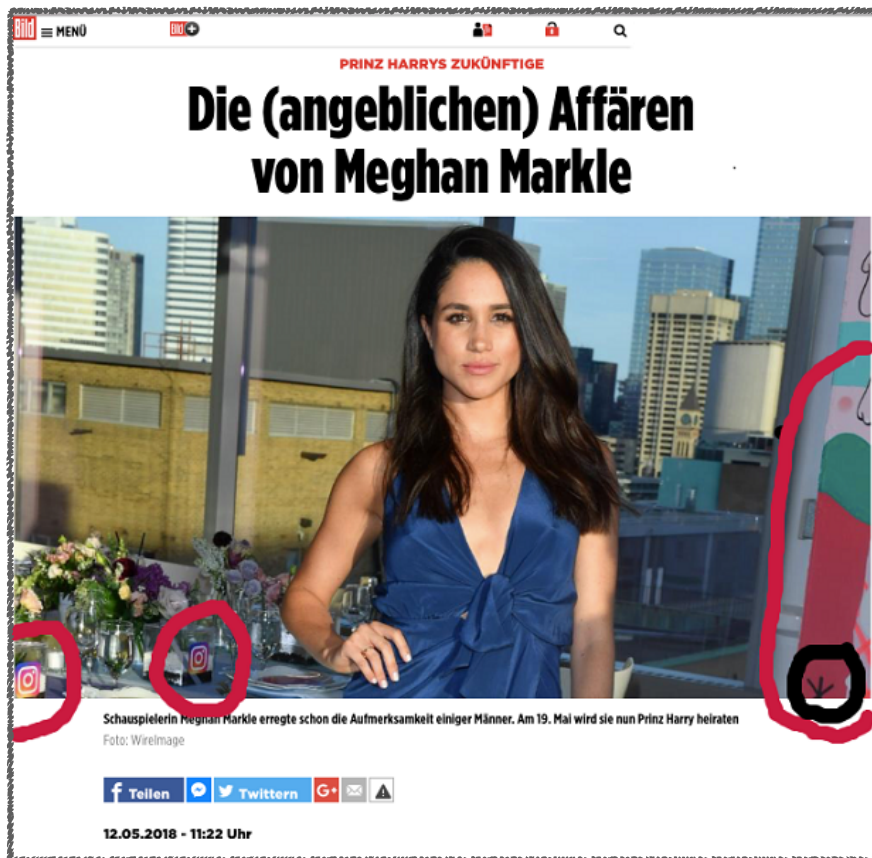 Bild
MENÜ
Bild
PRINZ HARRYS ZUKÜNFTIGE
Die (angeblichen) Affären
von Meghan Markle
Schauspielerin Meghan Markle erregte schon die Aufmerksamkeit einiger Männer. Am 19. Mai wird sie nun Prinz Harry heiraten
Foto: WireImage
f Teilen Twittern G+
12.05.2018 - 11:22 Uhr